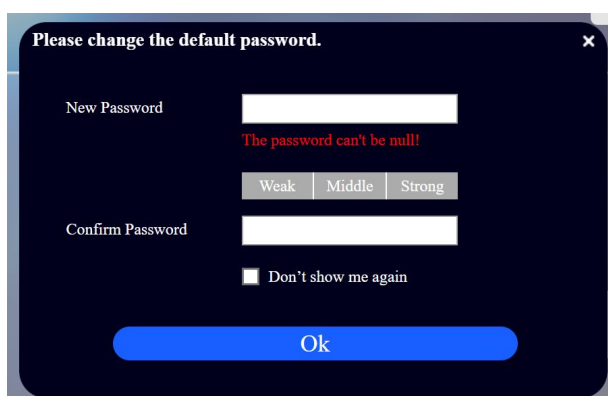 Please change the default password.
New Password
The password can't be null!
Weak Middle Strong
Confirm Password
Don’t show me again
Ok